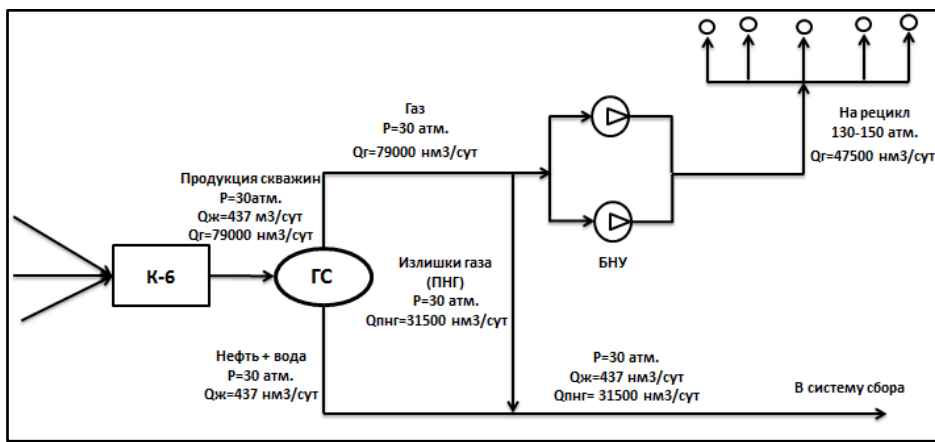 Газ
P=30 атм.
Qг=79000 нм3/сут
На рецикл
130-150 атм.
Qг=47500 нм3/сут
Продукция скважин
P=30атм.
Qж=437 м3/сут
Qг=79000 нм3/сут
К-6
ГС
БНУ
Излишки газа
(ПНГ)
P=30 атм.
Qпнг=31500 нм3/сут
Нефть + вода
P=30 атм.
Qж=437 нм3/сут
P=30 атм.
Qж=437 нм3/сут
Qпнг= 31500 нм3/сут
В систему сбора